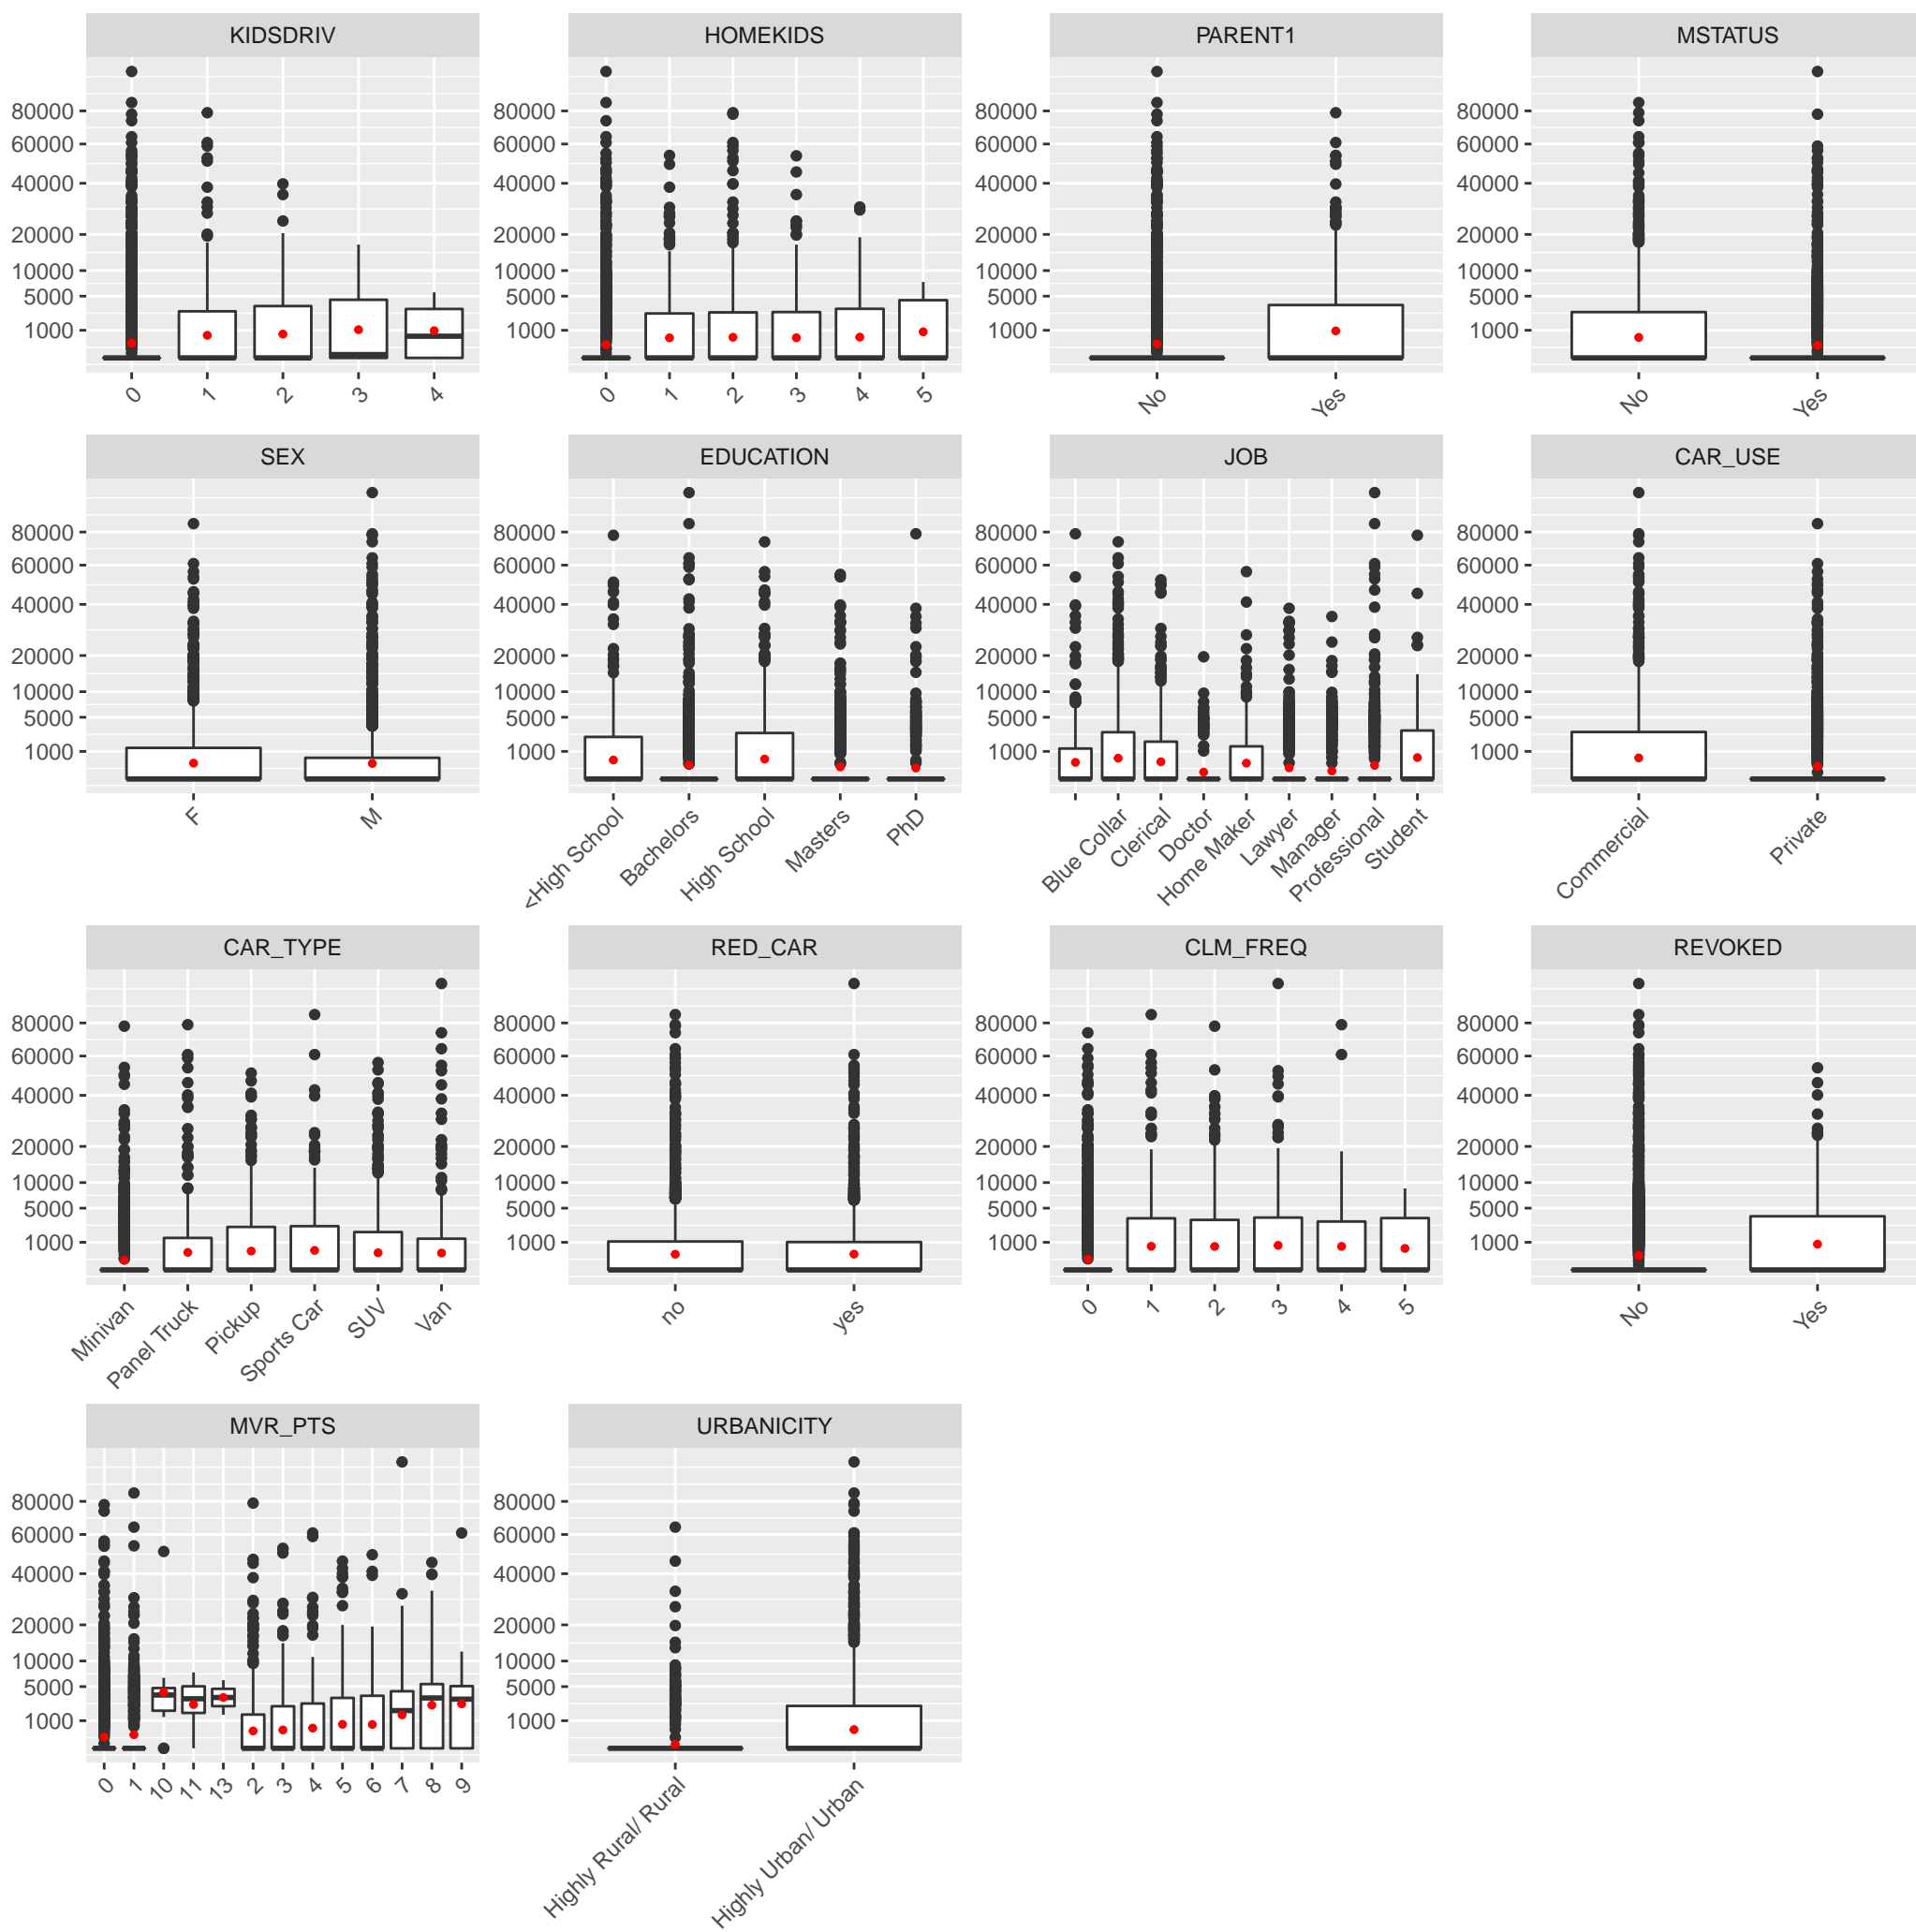 KIDSDRIV HOMEKIDS PARENT1 MSTATUS
80000 80000 80000 80000
60000 60000 60000 60000
40000 40000 40000 40000
20000 20000 20000 20000
10000 10000 10000 10000
5000 5000 5000 5000
1000 1000 1000 1000
0 1 2 3 4 0 1 2 3 4 5 No Yes No Yes
SEX EDUCATION JOB CAR_USE
80000 80000 80000 80000
60000 60000 60000 60000
40000 40000 40000 40000
20000 20000 20000 20000
10000 10000 10000 10000
5000 5000 5000 5000
1000 1000 1000 1000
F M <High School Bachelors High School Masters PhD Blue Collar Clerical Doctor Home Maker Lawyer Manager Professional Student Commercial Private
CAR_TYPE RED_CAR CLM_FREQ REVOKED
80000 80000 80000 80000
60000 60000 60000 60000
40000 40000 40000 40000
20000 20000 20000 20000
10000 10000 10000 10000
5000 5000 5000 5000
1000 1000 1000 1000
Minivan Panel Truck Pickup Sports Car SUV Van no yes 0 1 2 3 4 5 No Yes
MVR_PTS URBANICITY
80000 80000
60000 60000
40000 40000
20000 20000
10000 10000
5000 5000
1000 1000
0 1 10 11 13 2 3 4 5 6 7 8 9 Highly Rural/ Rural Highly Urban/ Urban